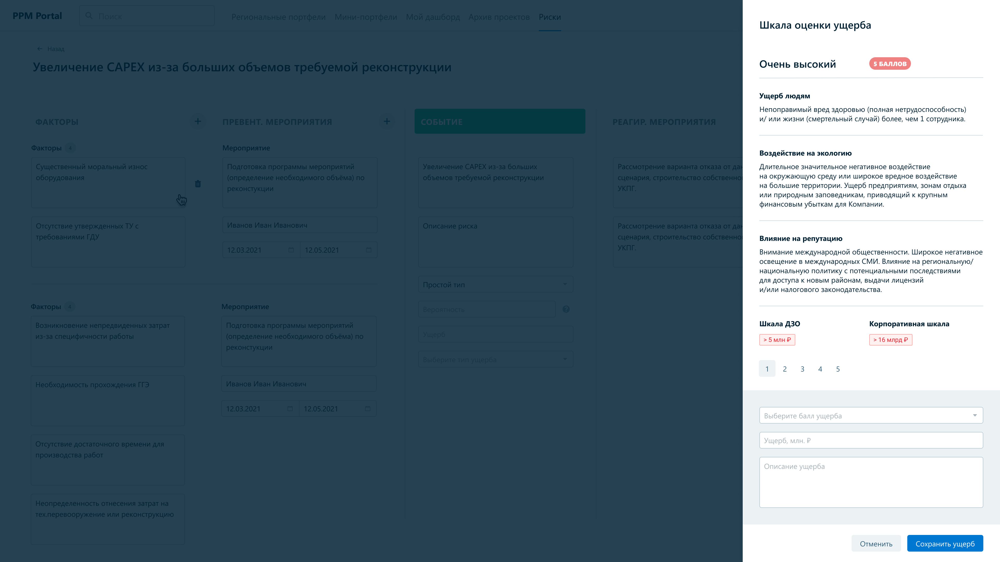 PPM Portal
Поиск
Региональные портфели
Мини-портфели
Мой дашборд
Архив проектов
Риски
Назад
Увеличение CAPEX из-за больших объемов требуемой реконструкции
ФАКТОРЫ
Факторы 4
Существенный моральный износ
оборудования
Отсутствие утвержденных ТУ с
требованиями ГДУ
Факторы 4
Возникновение непредвиденных затрат
из-за специфичности работы
Необходимость прохождения ГГЭ
Отсутствие достаточного времени для
производства работ
Неопределенность отнесения затрат на
тех.перевооружение или реконструкцию
ПРЕВЕНТ. МЕРОПРИЯТИЯ
Мероприятие
Подготовка программы мероприятий
(определение необходимого объёма) по
реконстукции
Иванов Иван Иванович
12.03.2021
12.05.2021
Мероприятие
Подготовка программы мероприятий
(определение необходимого объёма) по
реконстукции
Иванов Иван Иванович
12.03.2021
12.05.2021
СОБЫТИЕ
Увеличение CAPEX из-за больших
объемов требуемой реконструкции
Описание риска
Простой тип
Вероятность
?
Ущерб
Выберите тип ущерба
РЕАГИР. МЕРОПРИЯТИЯ
Рассмотрение варианта отказа от
сценария, строительство
УКПГ.
Рассмотрение варианта отказа от
сценария, строительство
УКПГ.
Шкала оценки ущерба
Очень высокий
5 БАЛЛОВ
Ущерб людям
Непоправимый вред здоровью (полная нетрудоспособность)
и/ или жизни (смертельный случай) более, чем 1 сотрудника.
Воздействие на экологию
Длительное значительное негативное воздействие
на окружающую среду или широкое вредное воздействие
на большие территории. Ущерб предприятиям, зонам отдыха
или природным заповедникам, приводящий к крупным
финансовым убыткам для Компании.
Влияние на репутацию
Внимание международной общественности. Широкое негативное
освещение в международных СМИ. Влияние на региональную/
национальную политику с потенциальными последствиями
для доступа к новым районам, выдачи лицензий
и/или налогового законодательства.
Шкала ДЗО
> 5 млн ₽
Корпоративная шкала
> 16 млрд ₽
1 2 3 4 5
Выберите балл ущерба
Ущерб, млн. ₽
Описание ущерба
Отменить
Сохранить ущерб